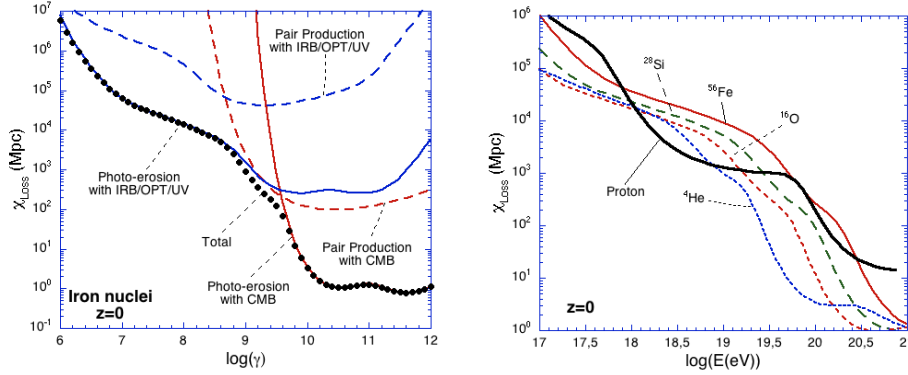 10⁷
10⁶
10⁵
10⁴
10³
10²
10¹
10⁰
10⁻¹
χ_LOSS (Mpc)
Pair Production
with IRB/OPT/UV
Photo-erosion
with IRB/OPT/UV
Total
Pair Production
with CMB
Photo-erosion
with CMB
Iron nuclei
z=0
6 7 8 9 10 11 12
log(γ)
10⁶
10⁵
10⁴
10³
10²
10¹
10⁰
χ_LOSS (Mpc)
²⁸Si
⁵⁶Fe
¹⁶O
Proton
⁴He
z=0
17 17,5 18 18,5 19 19,5 20 20,5 2
log(E(eV))